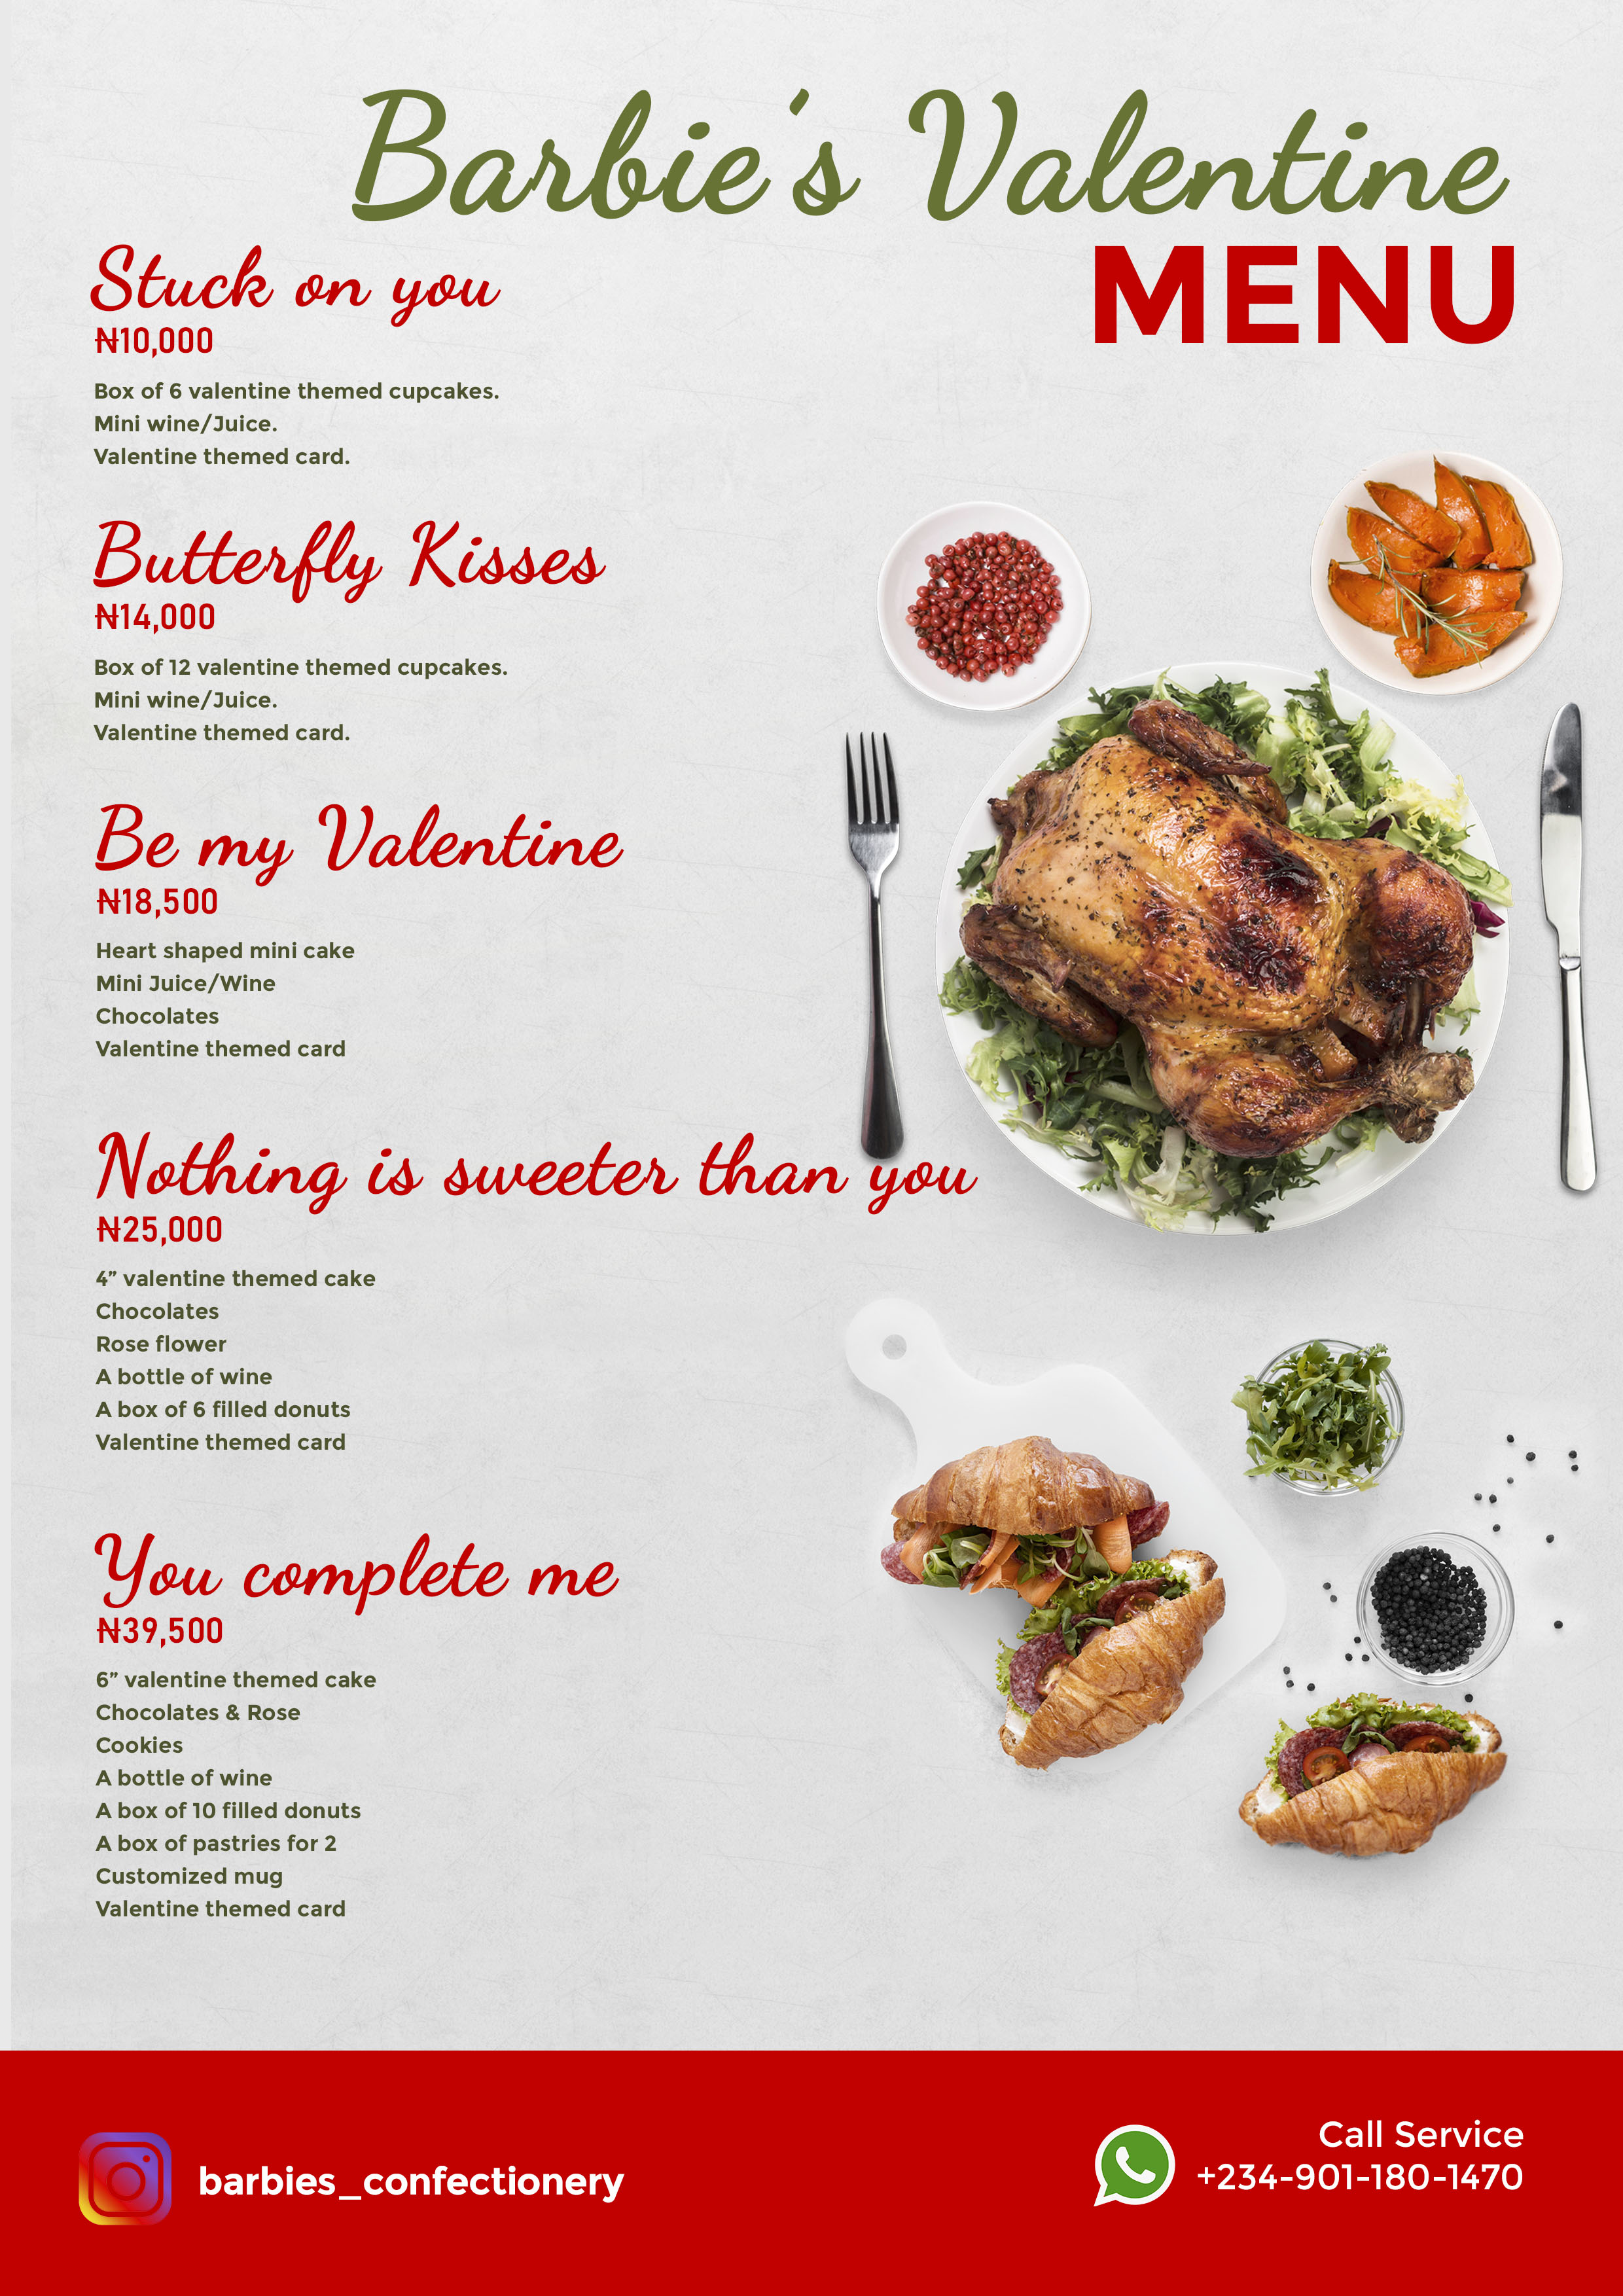 Barbie's Valentine
MENU
Stuck on you
₦10,000
Box of 6 valentine themed cupcakes.
Mini wine/Juice.
Valentine themed card.
Butterfly Kisses
₦14,000
Box of 12 valentine themed cupcakes.
Mini wine/Juice.
Valentine themed card.
Be my Valentine
₦18,500
Heart shaped mini cake
Mini Juice/Wine
Chocolates
Valentine themed card
Nothing is sweeter than you
₦25,000
4” valentine themed cake
Chocolates
Rose flower
A bottle of wine
A box of 6 filled donuts
Valentine themed card
You complete me
₦39,500
6” valentine themed cake
Chocolates & Rose
Cookies
A bottle of wine
A box of 10 filled donuts
A box of pastries for 2
Customized mug
Valentine themed card
barbies_confectionery
Call Service
+234-901-180-1470